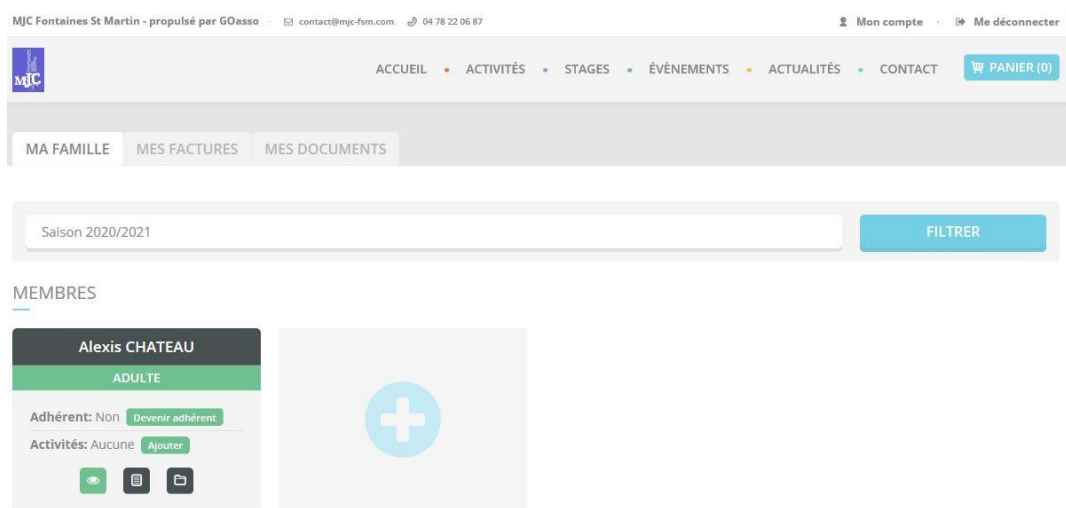 MJC Fontaines St Martin - propulsé par GOasso · contact@mjc-fsm.com 04 78 22 06 87 Mon compte · Me déconnecter
MJC ACCUEIL • ACTIVITÉS • STAGES • ÉVÈNEMENTS • ACTUALITÉS • CONTACT PANIER (0)
MA FAMILLE MES FACTURES MES DOCUMENTS
Saison 2020/2021 FILTRER
MEMBRES
Alexis CHATEAU
ADULTE
Adhérent: Non Devenir adhérent
Activités: Aucune Ajouter